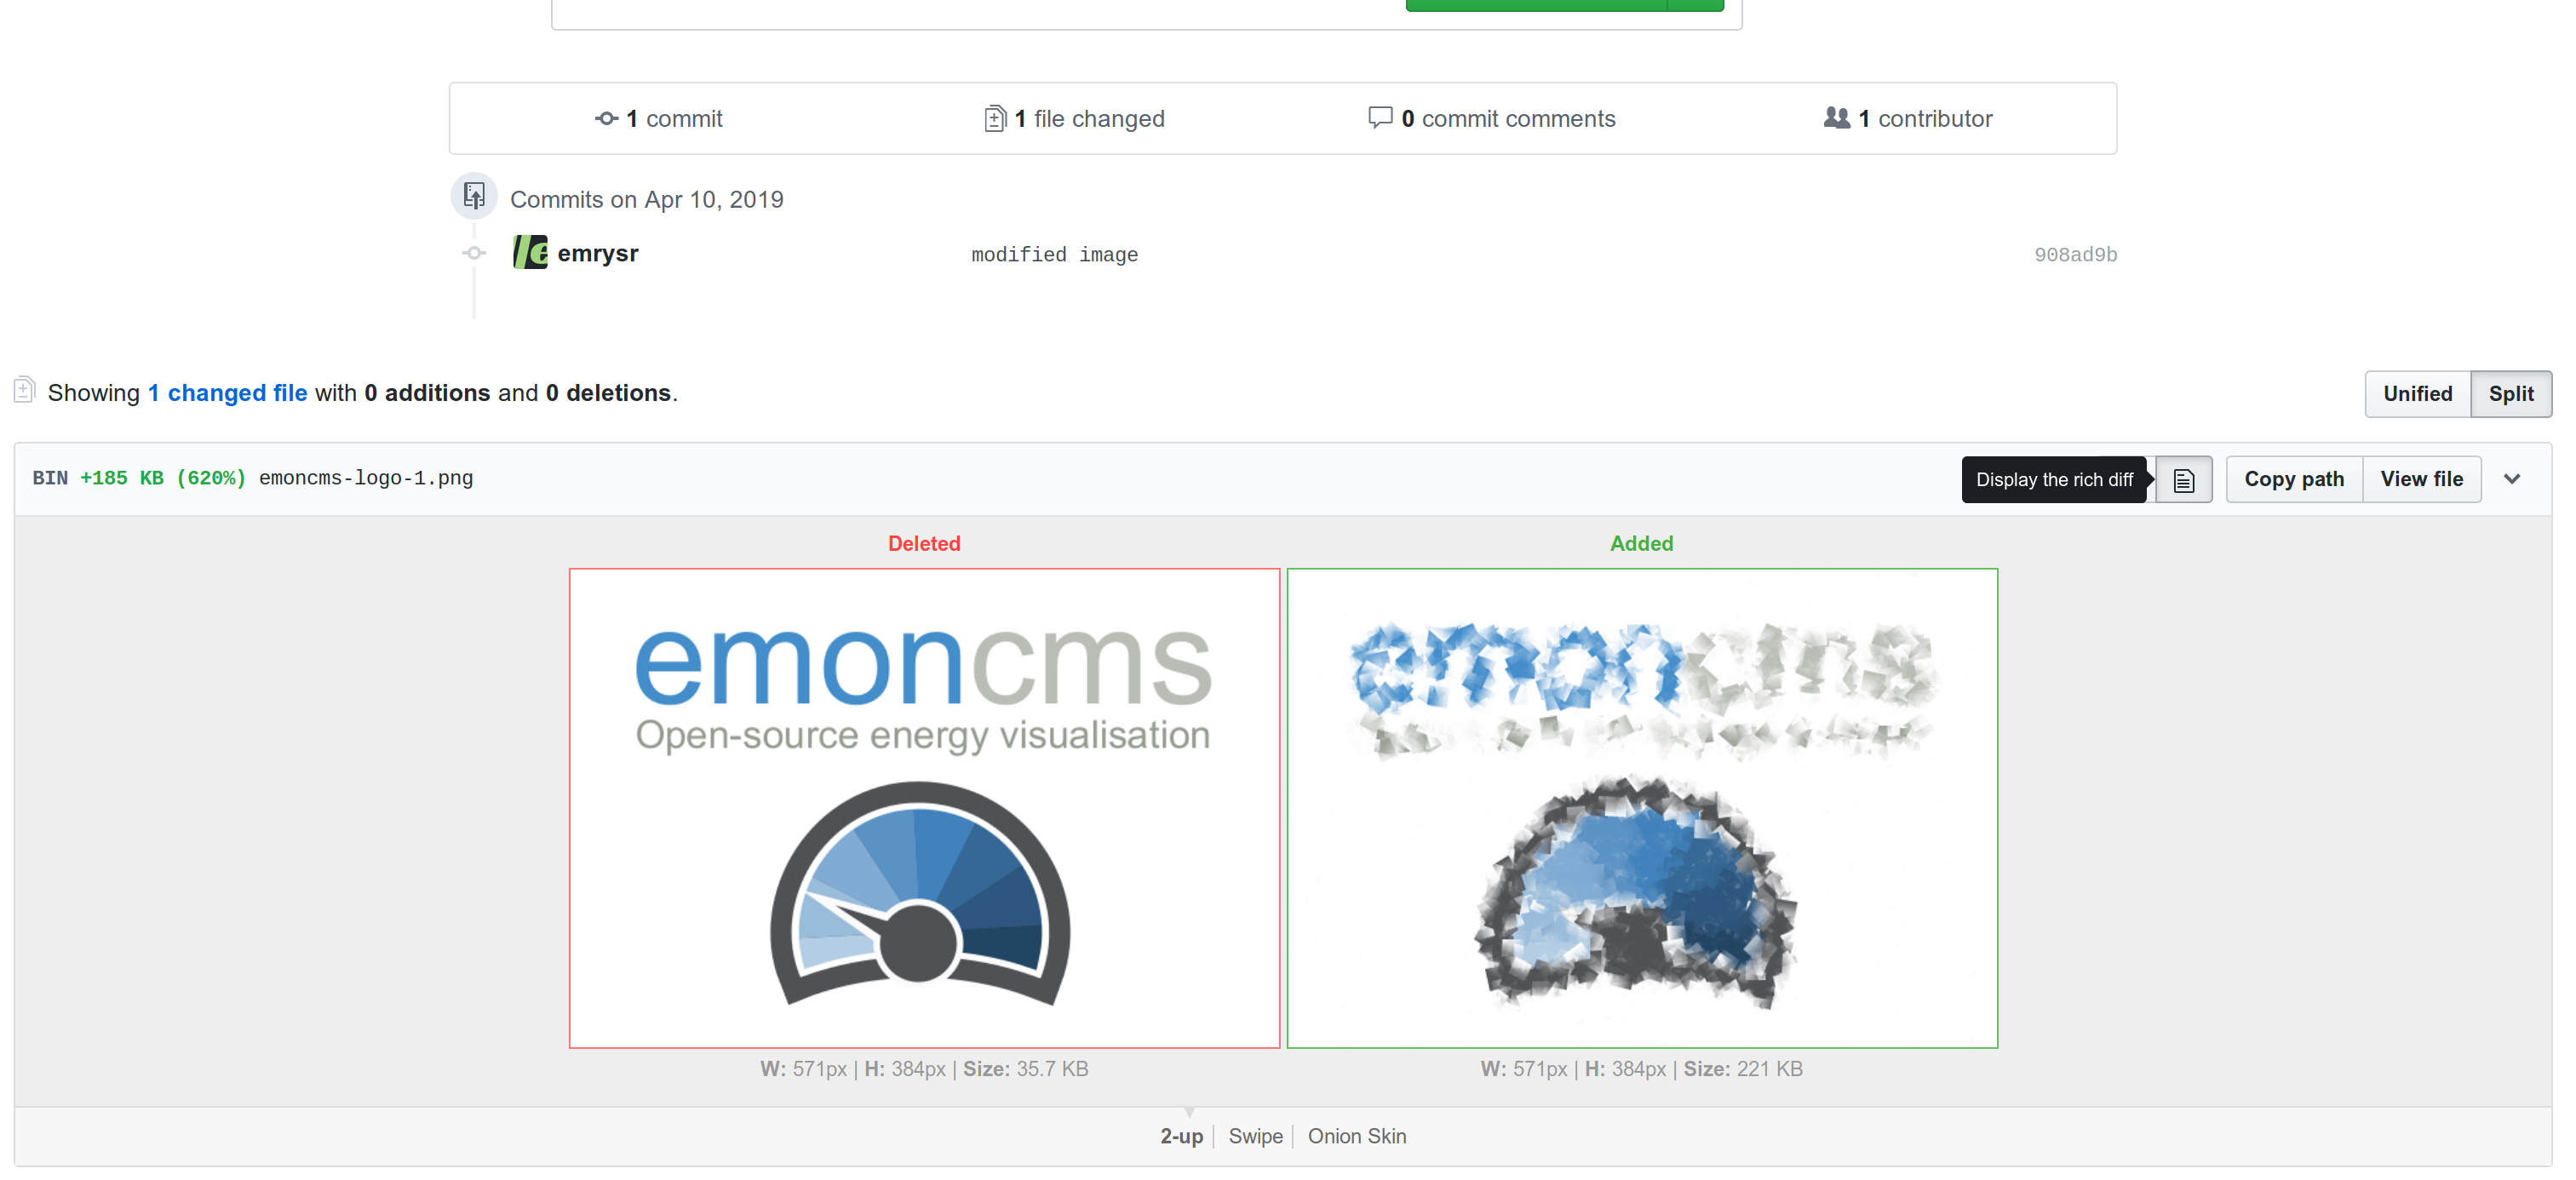 1 commit
1 file changed
0 commit comments
1 contributor
Commits on Apr 10, 2019
emrysr
modified image
908ad9b
Showing 1 changed file with 0 additions and 0 deletions.
Unified
Split
BIN +185 KB (620%) emoncms-logo-1.png
Display the rich diff
Copy path
View file
Deleted
Added
emoncms
Open-source energy visualisation
emoncms
W: 571px | H: 384px | Size: 35.7 KB
W: 571px | H: 384px | Size: 221 KB
2-up
Swipe
Onion Skin